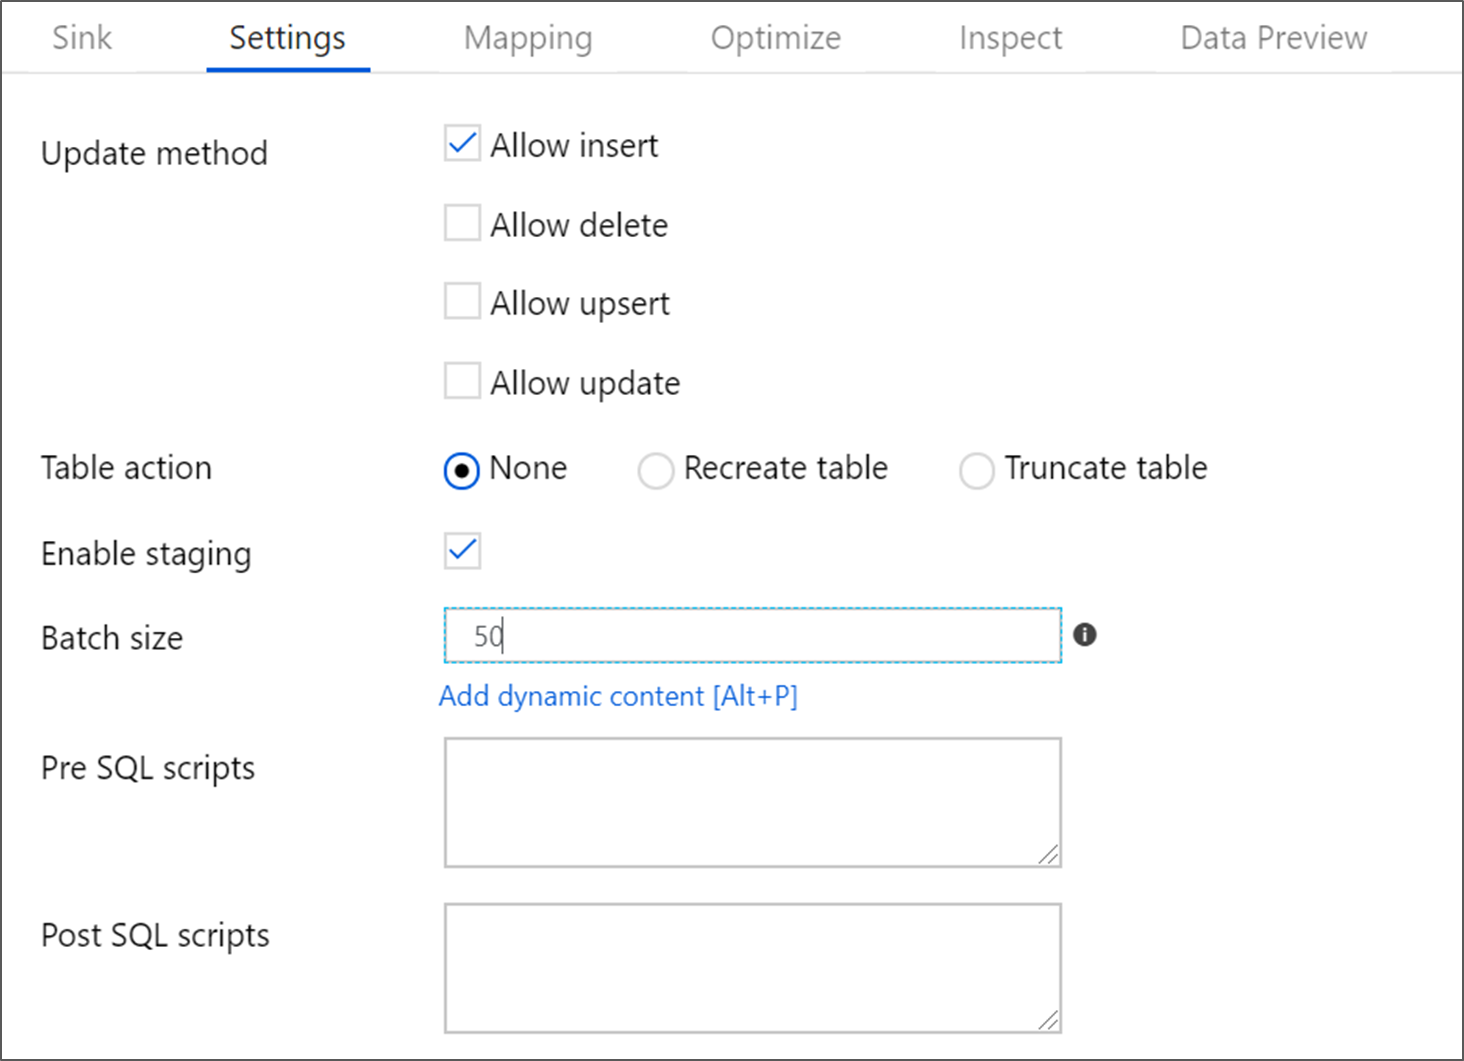 Sink Settings Mapping Optimize Inspect Data Preview
Update method
Allow insert
Allow delete
Allow upsert
Allow update
Table action None Recreate table Truncate table
Enable staging
Batch size 50
Add dynamic content [Alt+P]
Pre SQL scripts
Post SQL scripts